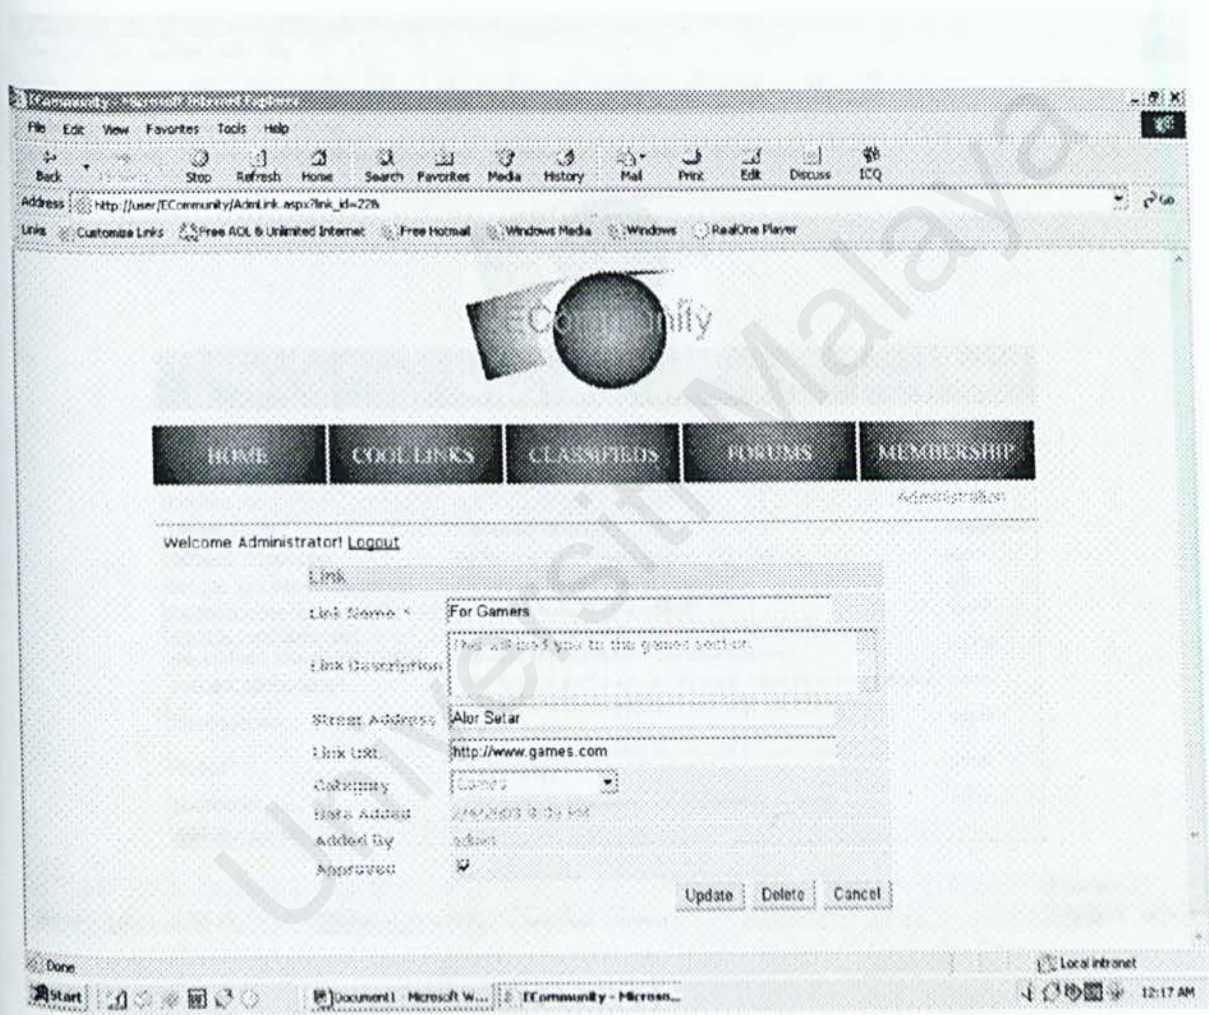 ECommunity - Microsoft Internet Explorer
File Edit View Favorites Tools Help
Back Stop Refresh Home Search Favorites Media History Mail Print Edit Discuss ICQ
Address http://user/ECommunity/AdmLink.aspx?link_id=22& Go
Links Customize Links Free AOL & Unlimited Internet Free Hotmail Windows Media Windows RealOne Player
ECommunity
HOME COOL LINKS CLASSIFIEDS FORUMS MEMBERSHIP
Administration
Welcome Administrator! Logout
Link
Link Name * For Gamers
Link Description This will lead you to the games section.
Street Address Alor Setar
Link URL http://www.games.com
Category Games
Date Added
Added By admin
Approved
Update Delete Cancel
Done Local intranet
Start Document1 - Microsoft W... ECommunity - Microso... 12:17 AM
Universiti Malaya